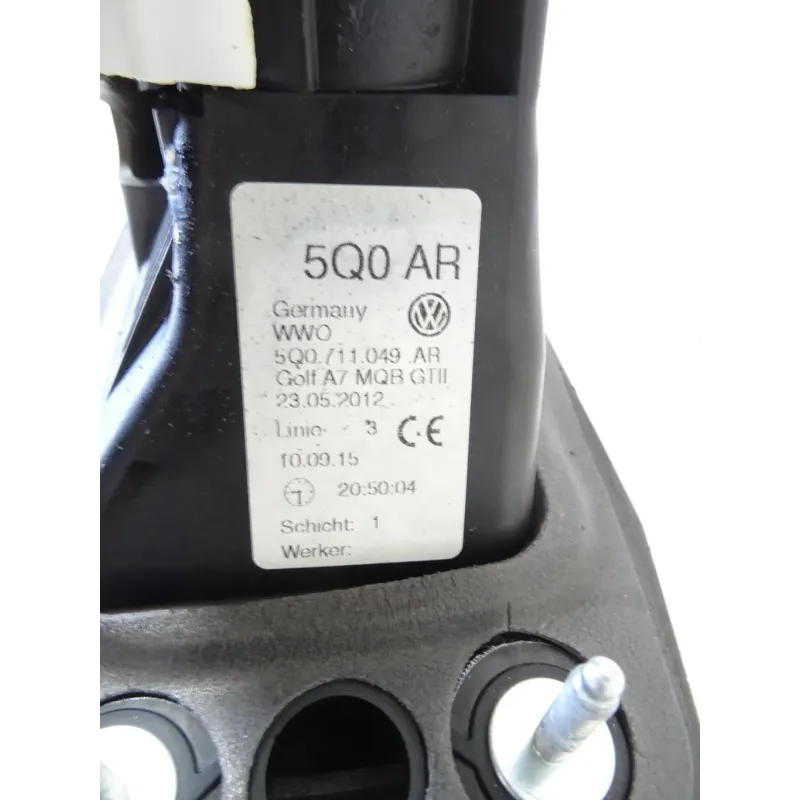 5Q0 AR
Germany
WWO
5Q0.711.049 .AR
Golf A7 MQB GTII
23.05.2012
Linie 3 CE
10.09.15
20:50:04
Schicht: 1
Werker: